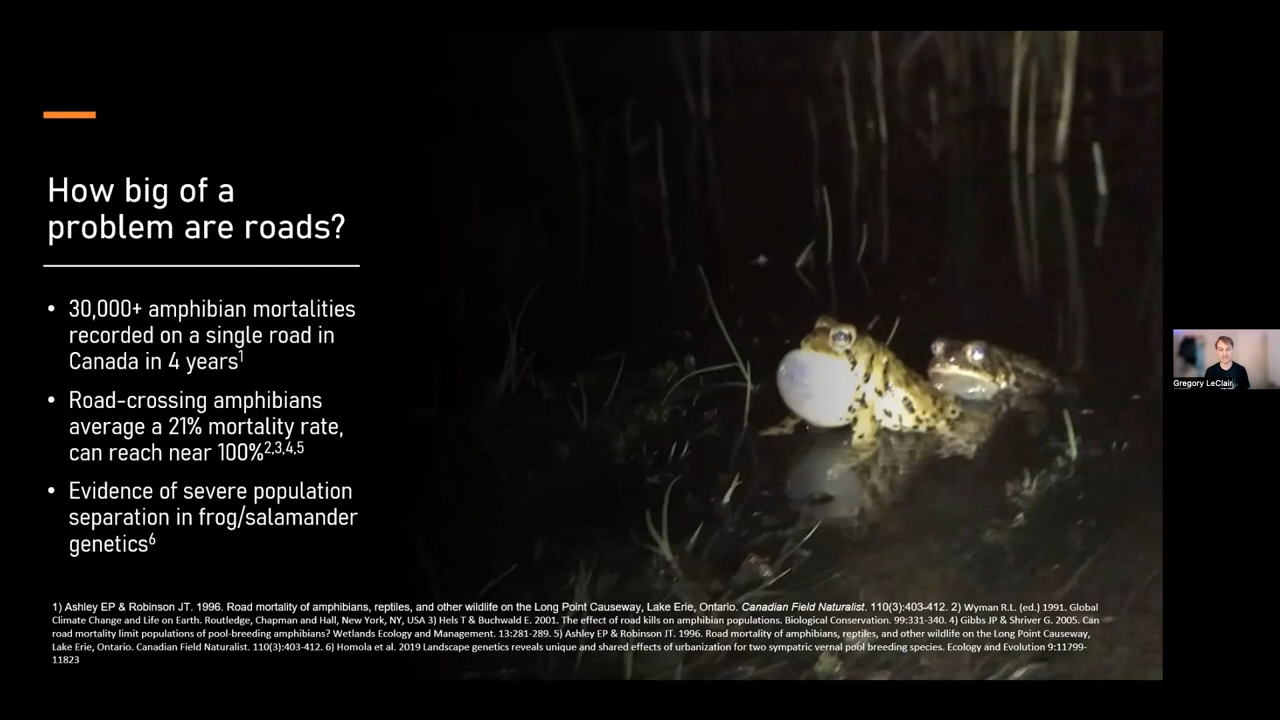 How big of a
problem are roads?
• 30,000+ amphibian mortalities
recorded on a single road in
Canada in 4 years1
• Road-crossing amphibians
average a 21% mortality rate,
can reach near 100%2,3,4,5
• Evidence of severe population
separation in frog/salamander
genetics6
Gregory LeClair
1) Ashley EP & Robinson JT. 1996. Road mortality of amphibians, reptiles, and other wildlife on the Long Point Causeway, Lake Erie, Ontario. Canadian Field Naturalist. 110(3):403-412. 2) Wyman R.L. (ed.) 1991. Global
Climate Change and Life on Earth. Routledge, Chapman and Hall, New York, NY, USA 3) Hels T & Buchwald E. 2001. The effect of road kills on amphibian populations. Biological Conservation. 99:331-340. 4) Gibbs JP & Shriver G. 2005. Can
road mortality limit populations of pool-breeding amphibians? Wetlands Ecology and Management. 13:281-289. 5) Ashley EP & Robinson JT. 1996. Road mortality of amphibians, reptiles, and other wildlife on the Long Point Causeway,
Lake Erie, Ontario. Canadian Field Naturalist. 110(3):403-412. 6) Homola et al. 2019 Landscape genetics reveals unique and shared effects of urbanization for two sympatric vernal pool breeding species. Ecology and Evolution 9:11799-
11823